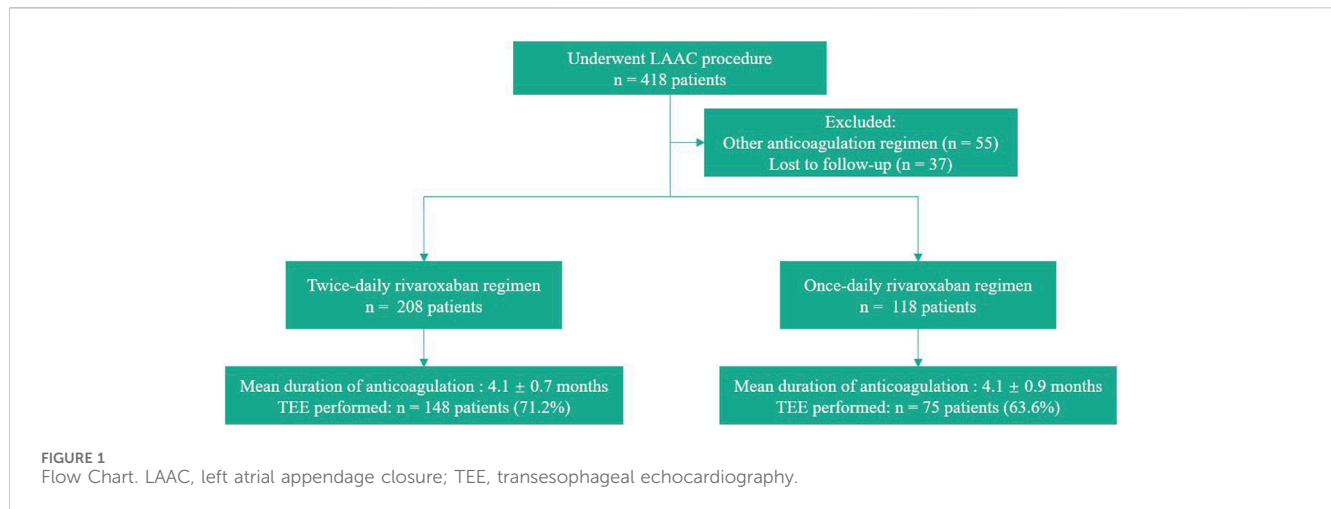 Underwent LAAC procedure
n = 418 patients
Excluded:
Other anticoagulation regimen (n = 55)
Lost to follow-up (n = 37)
Twice-daily rivaroxaban regimen
n = 208 patients
Once-daily rivaroxaban regimen
n = 118 patients
Mean duration of anticoagulation : 4.1 ± 0.7 months
TEE performed: n = 148 patients (71.2%)
Mean duration of anticoagulation : 4.1 ± 0.9 months
TEE performed: n = 75 patients (63.6%)
FIGURE 1
Flow Chart. LAAC, left atrial appendage closure; TEE, transesophageal echocardiography.